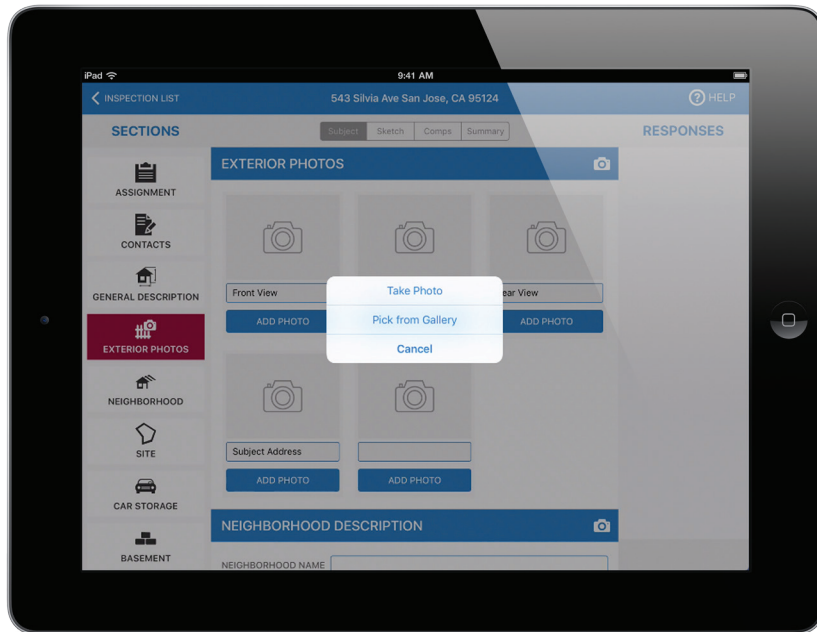 iPad 9:41 AM
INSPECTION LIST 543 Silvia Ave San Jose, CA 95124 ? HELP
SECTIONS Subject Sketch Comps Summary RESPONSES
EXTERIOR PHOTOS
ASSIGNMENT
CONTACTS
GENERAL DESCRIPTION
EXTERIOR PHOTOS
NEIGHBORHOOD
SITE
CAR STORAGE
BASEMENT
Front View
ear View
ADD PHOTO
ADD PHOTO
Take Photo
Pick from Gallery
Cancel
Subject Address
ADD PHOTO
ADD PHOTO
NEIGHBORHOOD DESCRIPTION
NEIGHBORHOOD NAME